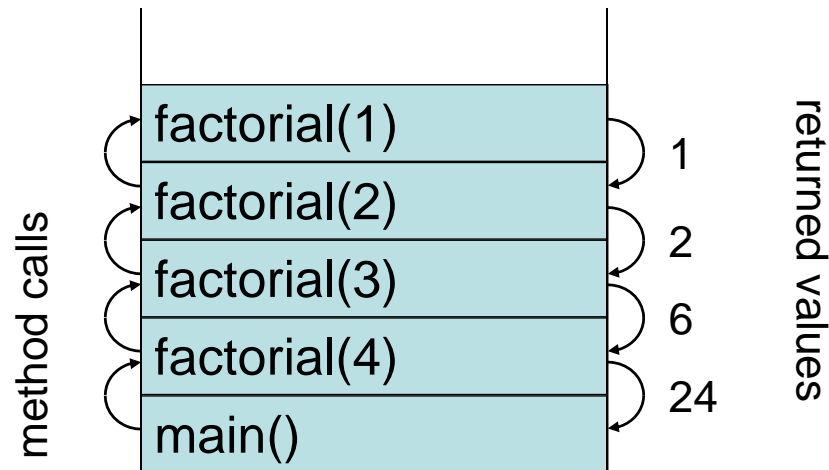 factorial(1)
factorial(2)
factorial(3)
factorial(4)
main()
method calls
1
2
6
24
returned values